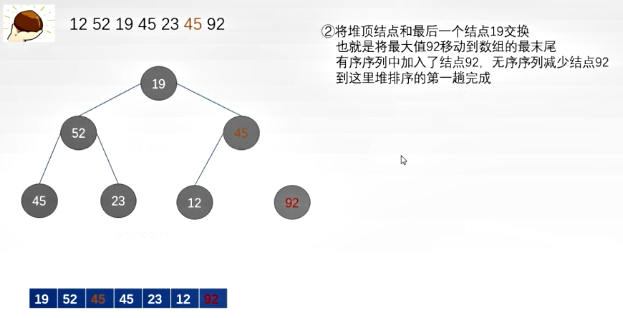 12 52 19 45 23 45 92
②将堆顶结点和最后一个结点19交换
也就是将最大值92移动到数组的最末尾
有序序列中加入了结点92，无序序列减少结点92
到这里堆排序的第一趟完成
19
52
45
45
23
12
92
19 52 45 45 23 12 92